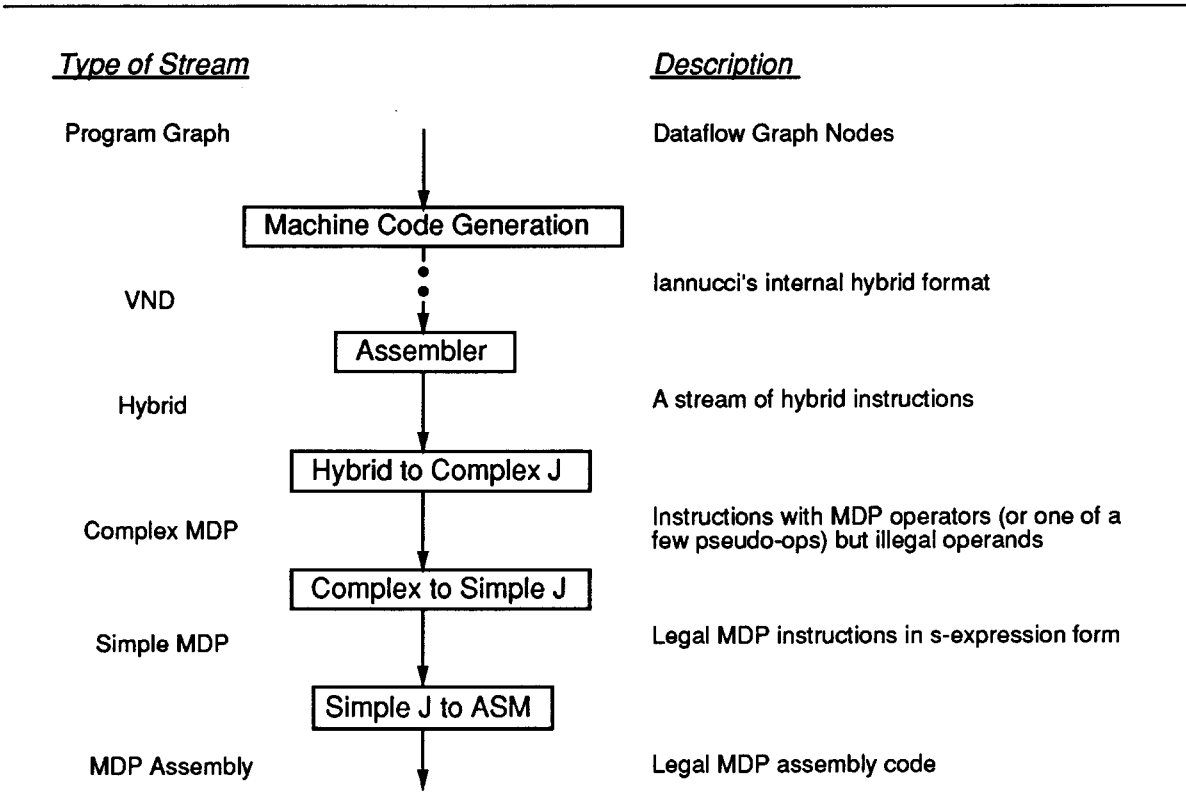 Type of Stream
Description
Program Graph
Dataflow Graph Nodes
Machine Code Generation
VND
Iannucci's internal hybrid format
Assembler
Hybrid
A stream of hybrid instructions
Hybrid to Complex J
Complex MDP
Instructions with MDP operators (or one of a
few pseudo-ops) but illegal operands
Complex to Simple J
Simple MDP
Legal MDP instructions in s-expression form
Simple J to ASM
MDP Assembly
Legal MDP assembly code